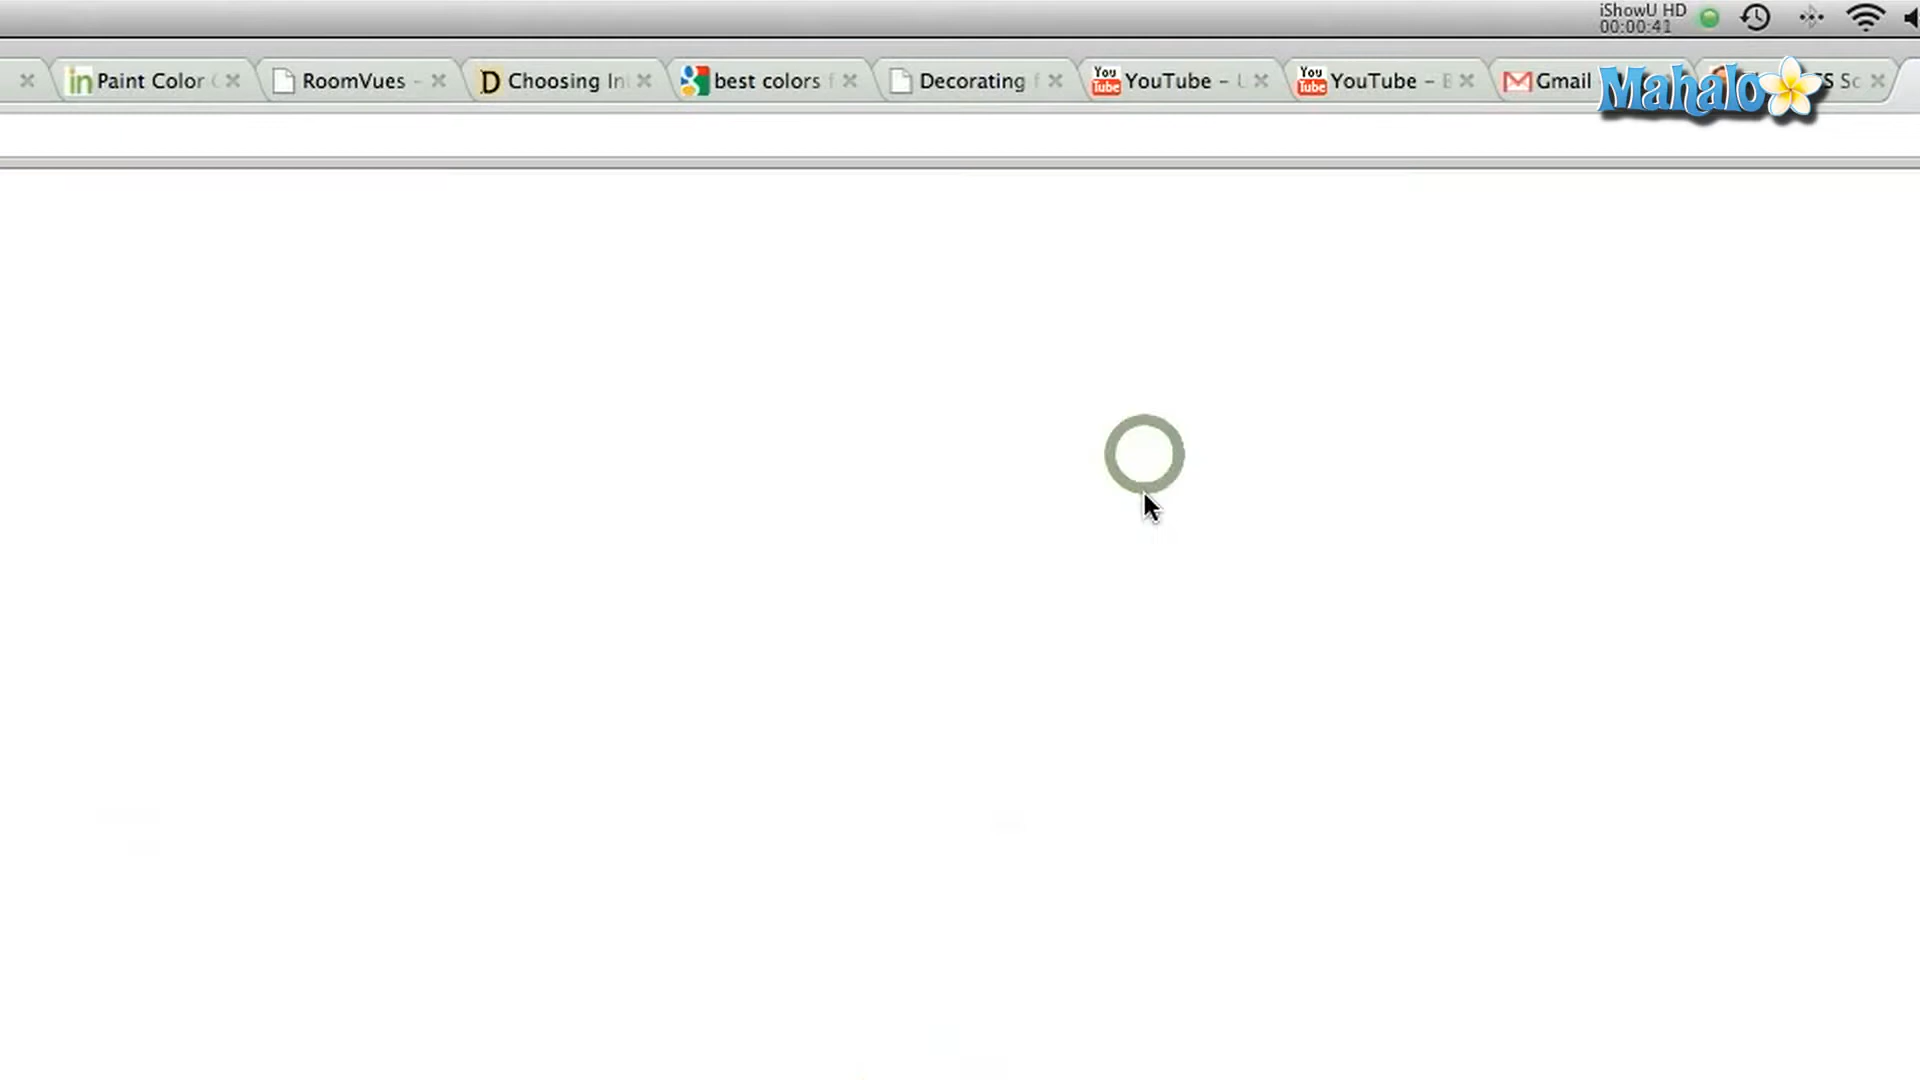 iShowU HD
00:00:41
Paint Color
RoomVues -
Choosing In
best colors
Decorating
You Tube YouTube -
You Tube YouTube -
Gmail
Mahalo